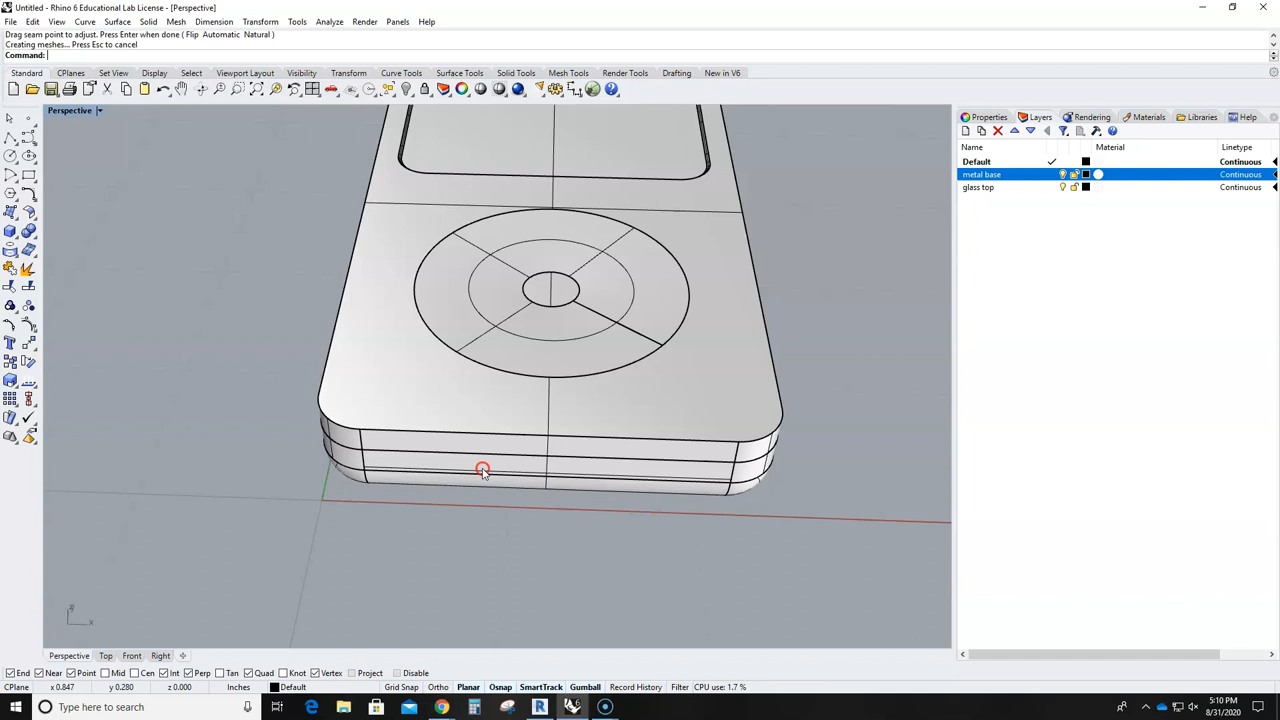 Untitled - Rhino 6 Educational Lab License - [Perspective]
File Edit View Curve Surface Solid Mesh Dimension Transform Tools Analyze Render Panels Help
Drag seam point to adjust. Press Enter when done ( Flip Automatic Natural )
Creating meshes... Press Esc to cancel
Command:
Standard CPlanes Set View Display Select Viewport Layout Visibility Transform Curve Tools Surface Tools Solid Tools Mesh Tools Render Tools Drafting New in V6
Perspective
Properties Layers Rendering Materials Libraries Help
Name Material Linetype
Default Continuous
metal base Continuous
glass top Continuous
x
Perspective Top Front Right
End Near Point Mid Cen Int Perp Tan Quad Knot Vertex Project Disable
CPlane x 0.847 y 0.280 z 0.000 Inches Default Grid Snap Ortho Planar Osnap SmartTrack Gumball Record History Filter CPU use: 1.7 %
Type here to search
5:10 PM
8/31/2020